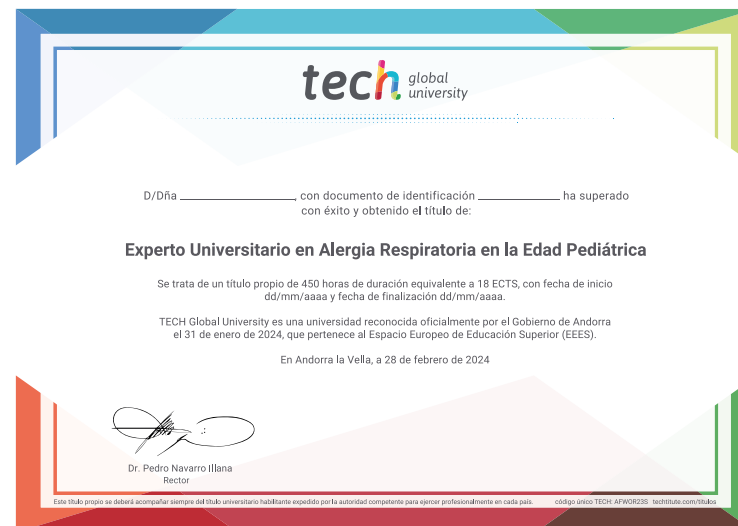 tech global
university
D/Dña ______________, con documento de identificación __________ ha superado
con éxito y obtenido el título de:
Experto Universitario en Alergia Respiratoria en la Edad Pediátrica
Se trata de un título propio de 450 horas de duración equivalente a 18 ECTS, con fecha de inicio
dd/mm/aaaa y fecha de finalización dd/mm/aaaa.
TECH Global University es una universidad reconocida oficialmente por el Gobierno de Andorra
el 31 de enero de 2024, que pertenece al Espacio Europeo de Educación Superior (EEES).
En Andorra la Vella, a 28 de febrero de 2024
Dr. Pedro Navarro Illana
Rector
Este título propio se deberá acompañar siempre del título universitario habilitante expedido por la autoridad competente para ejercer profesionalmente en cada país. código único TECH: AFWOR23S techtitute.com/titulos